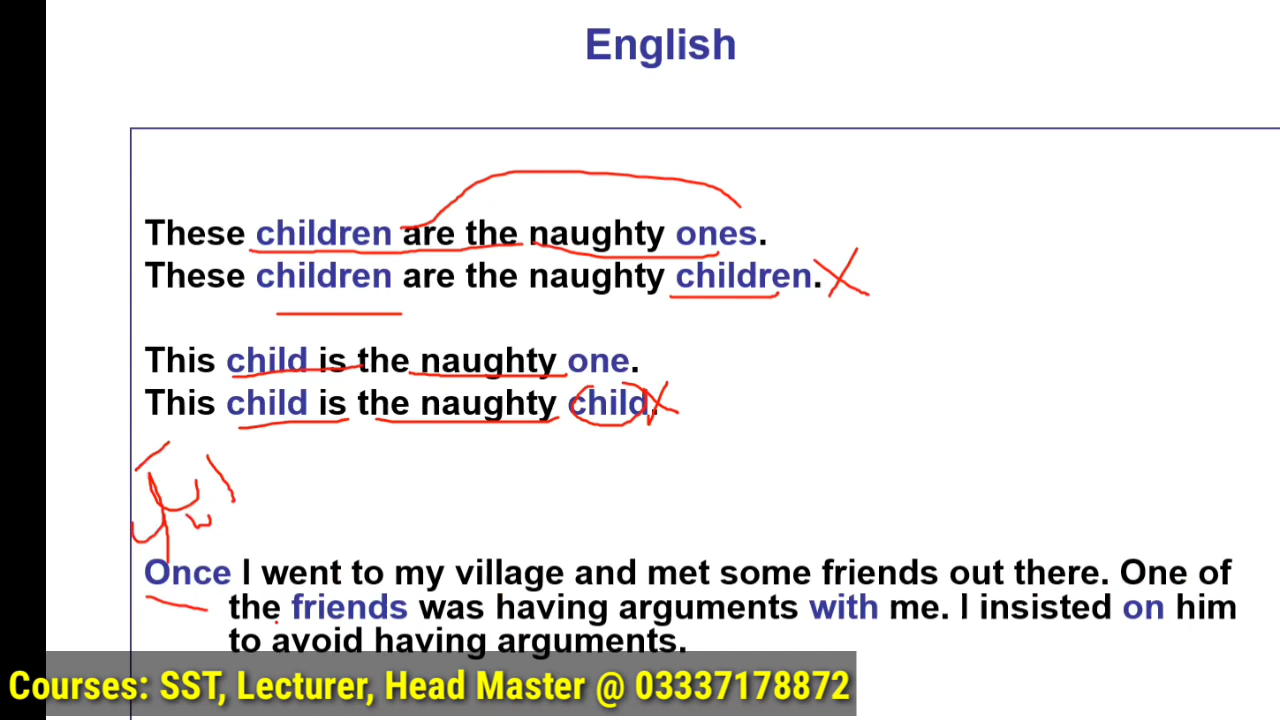 English
These children are the naughty ones.
These children are the naughty children.
This child is the naughty one.
This child is the naughty child.
Once I went to my village and met some friends out there. One of
the friends was having arguments with me. I insisted on him
to avoid having arguments.
Courses: SST, Lecturer, Head Master @ 03337178872